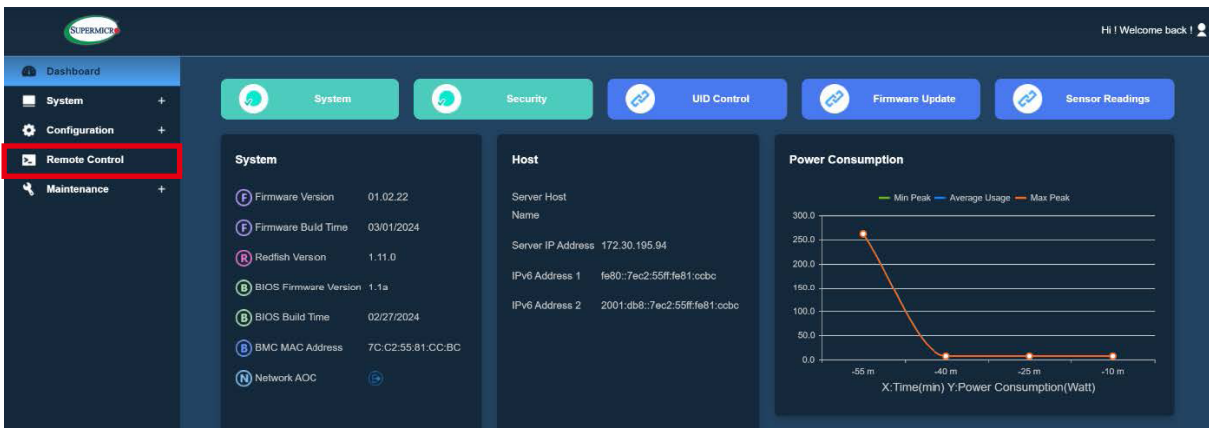 SUPERMICR
Hi ! Welcome back !
Dashboard
System +
Configuration +
Remote Control
Maintenance +
System
Security
UID Control
Firmware Update
Sensor Readings
System
F Firmware Version 01.02.22
F Firmware Build Time 03/01/2024
R Redfish Version 1.11.0
B BIOS Firmware Version 1.1a
B BIOS Build Time 02/27/2024
B BMC MAC Address 7C:C2:55:81:CC:BC
N Network AOC
Host
Server Host
Name
Server IP Address 172.30.195.94
IPv6 Address 1 fe80::7ec2:55ff:fe81:ccbc
IPv6 Address 2 2001:db8::7ec2:55ff:fe81:ccbc
Power Consumption
Min Peak Average Usage Max Peak
300.0
250.0
200.0
150.0
100.0
50.0
0.0
-55 m -40 m -25 m -10 m
X:Time(min) Y:Power Consumption(Watt)